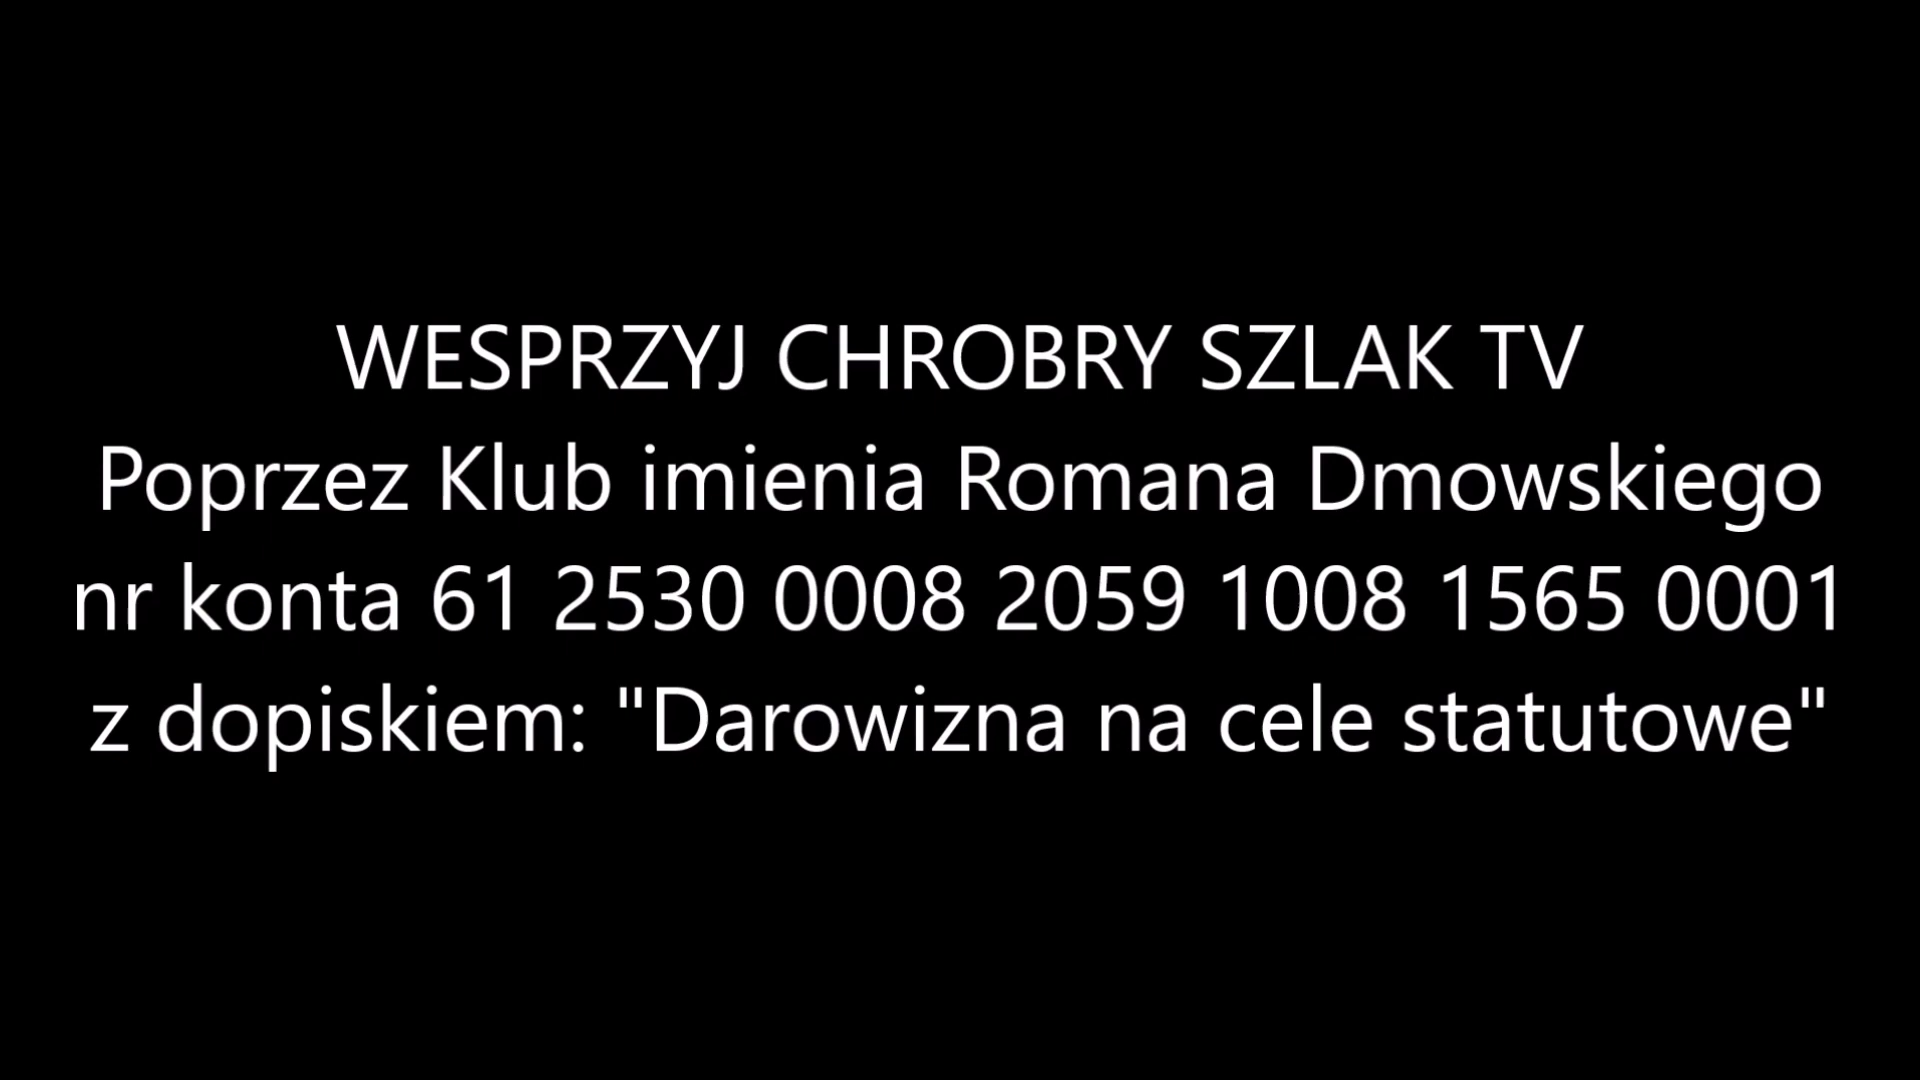 WESPRZYJ CHROBRY SZLAK TV
Poprzez Klub imienia Romana Dmowskiego
nr konta 61 2530 0008 2059 1008 1565 0001
z dopiskiem: "Darowizna na cele statutowe"